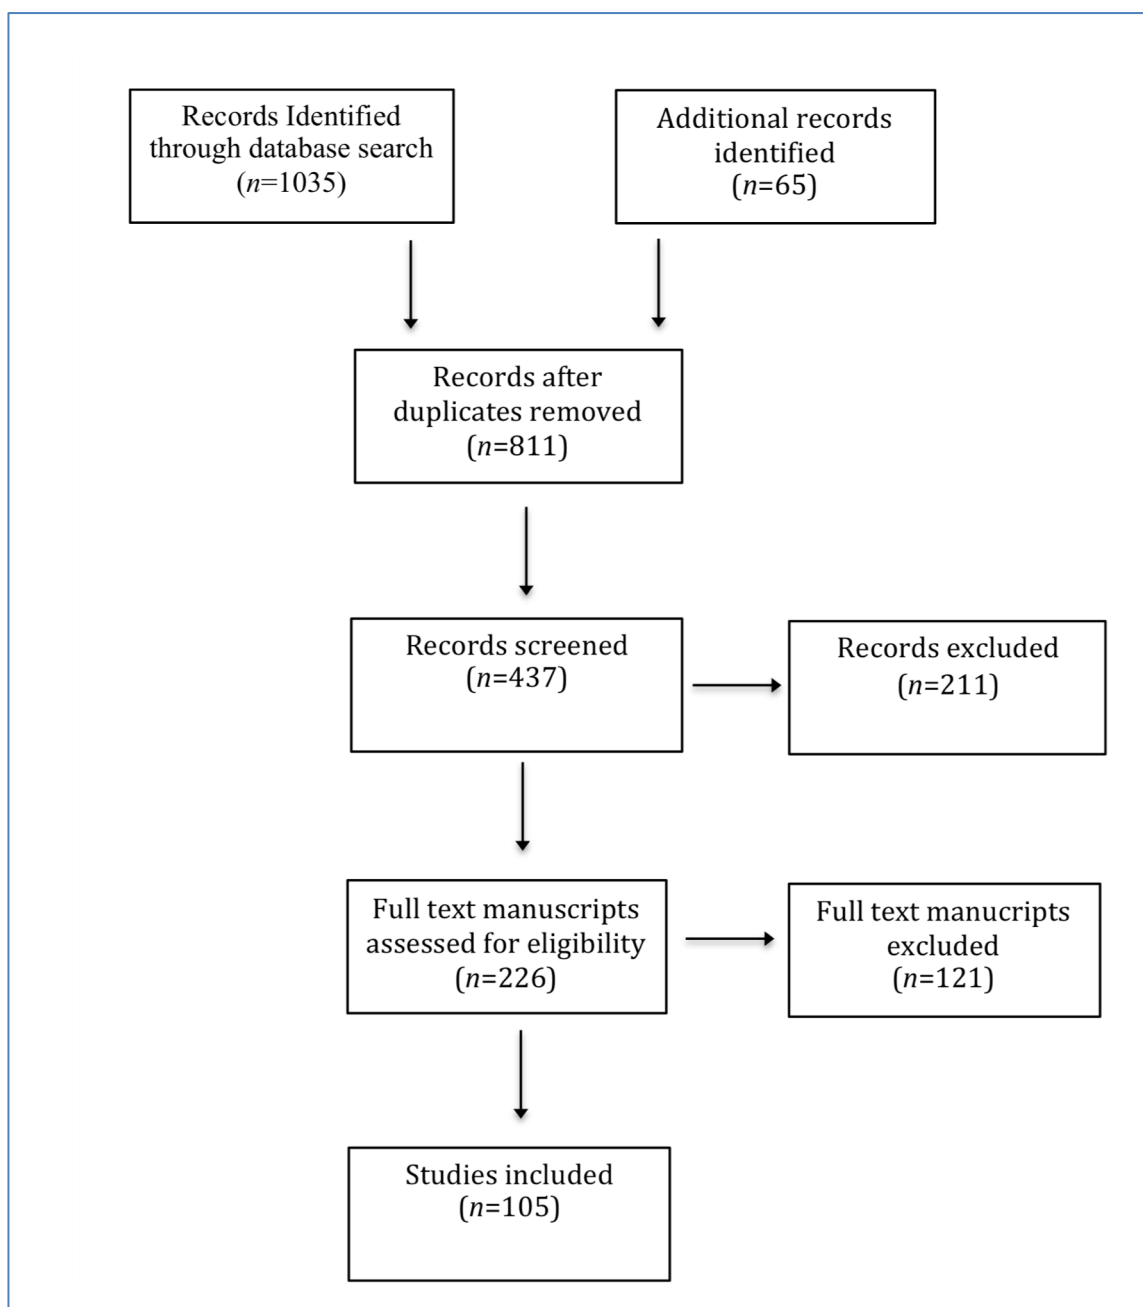 Records Identified
through database search
(n=1035)
Additional records
identified
(n=65)
Records after
duplicates removed
(n=811)
Records screened
(n=437)
Records excluded
(n=211)
Full text manuscripts
assessed for eligibility
(n=226)
Full text manucripts
excluded
(n=121)
Studies included
(n=105)